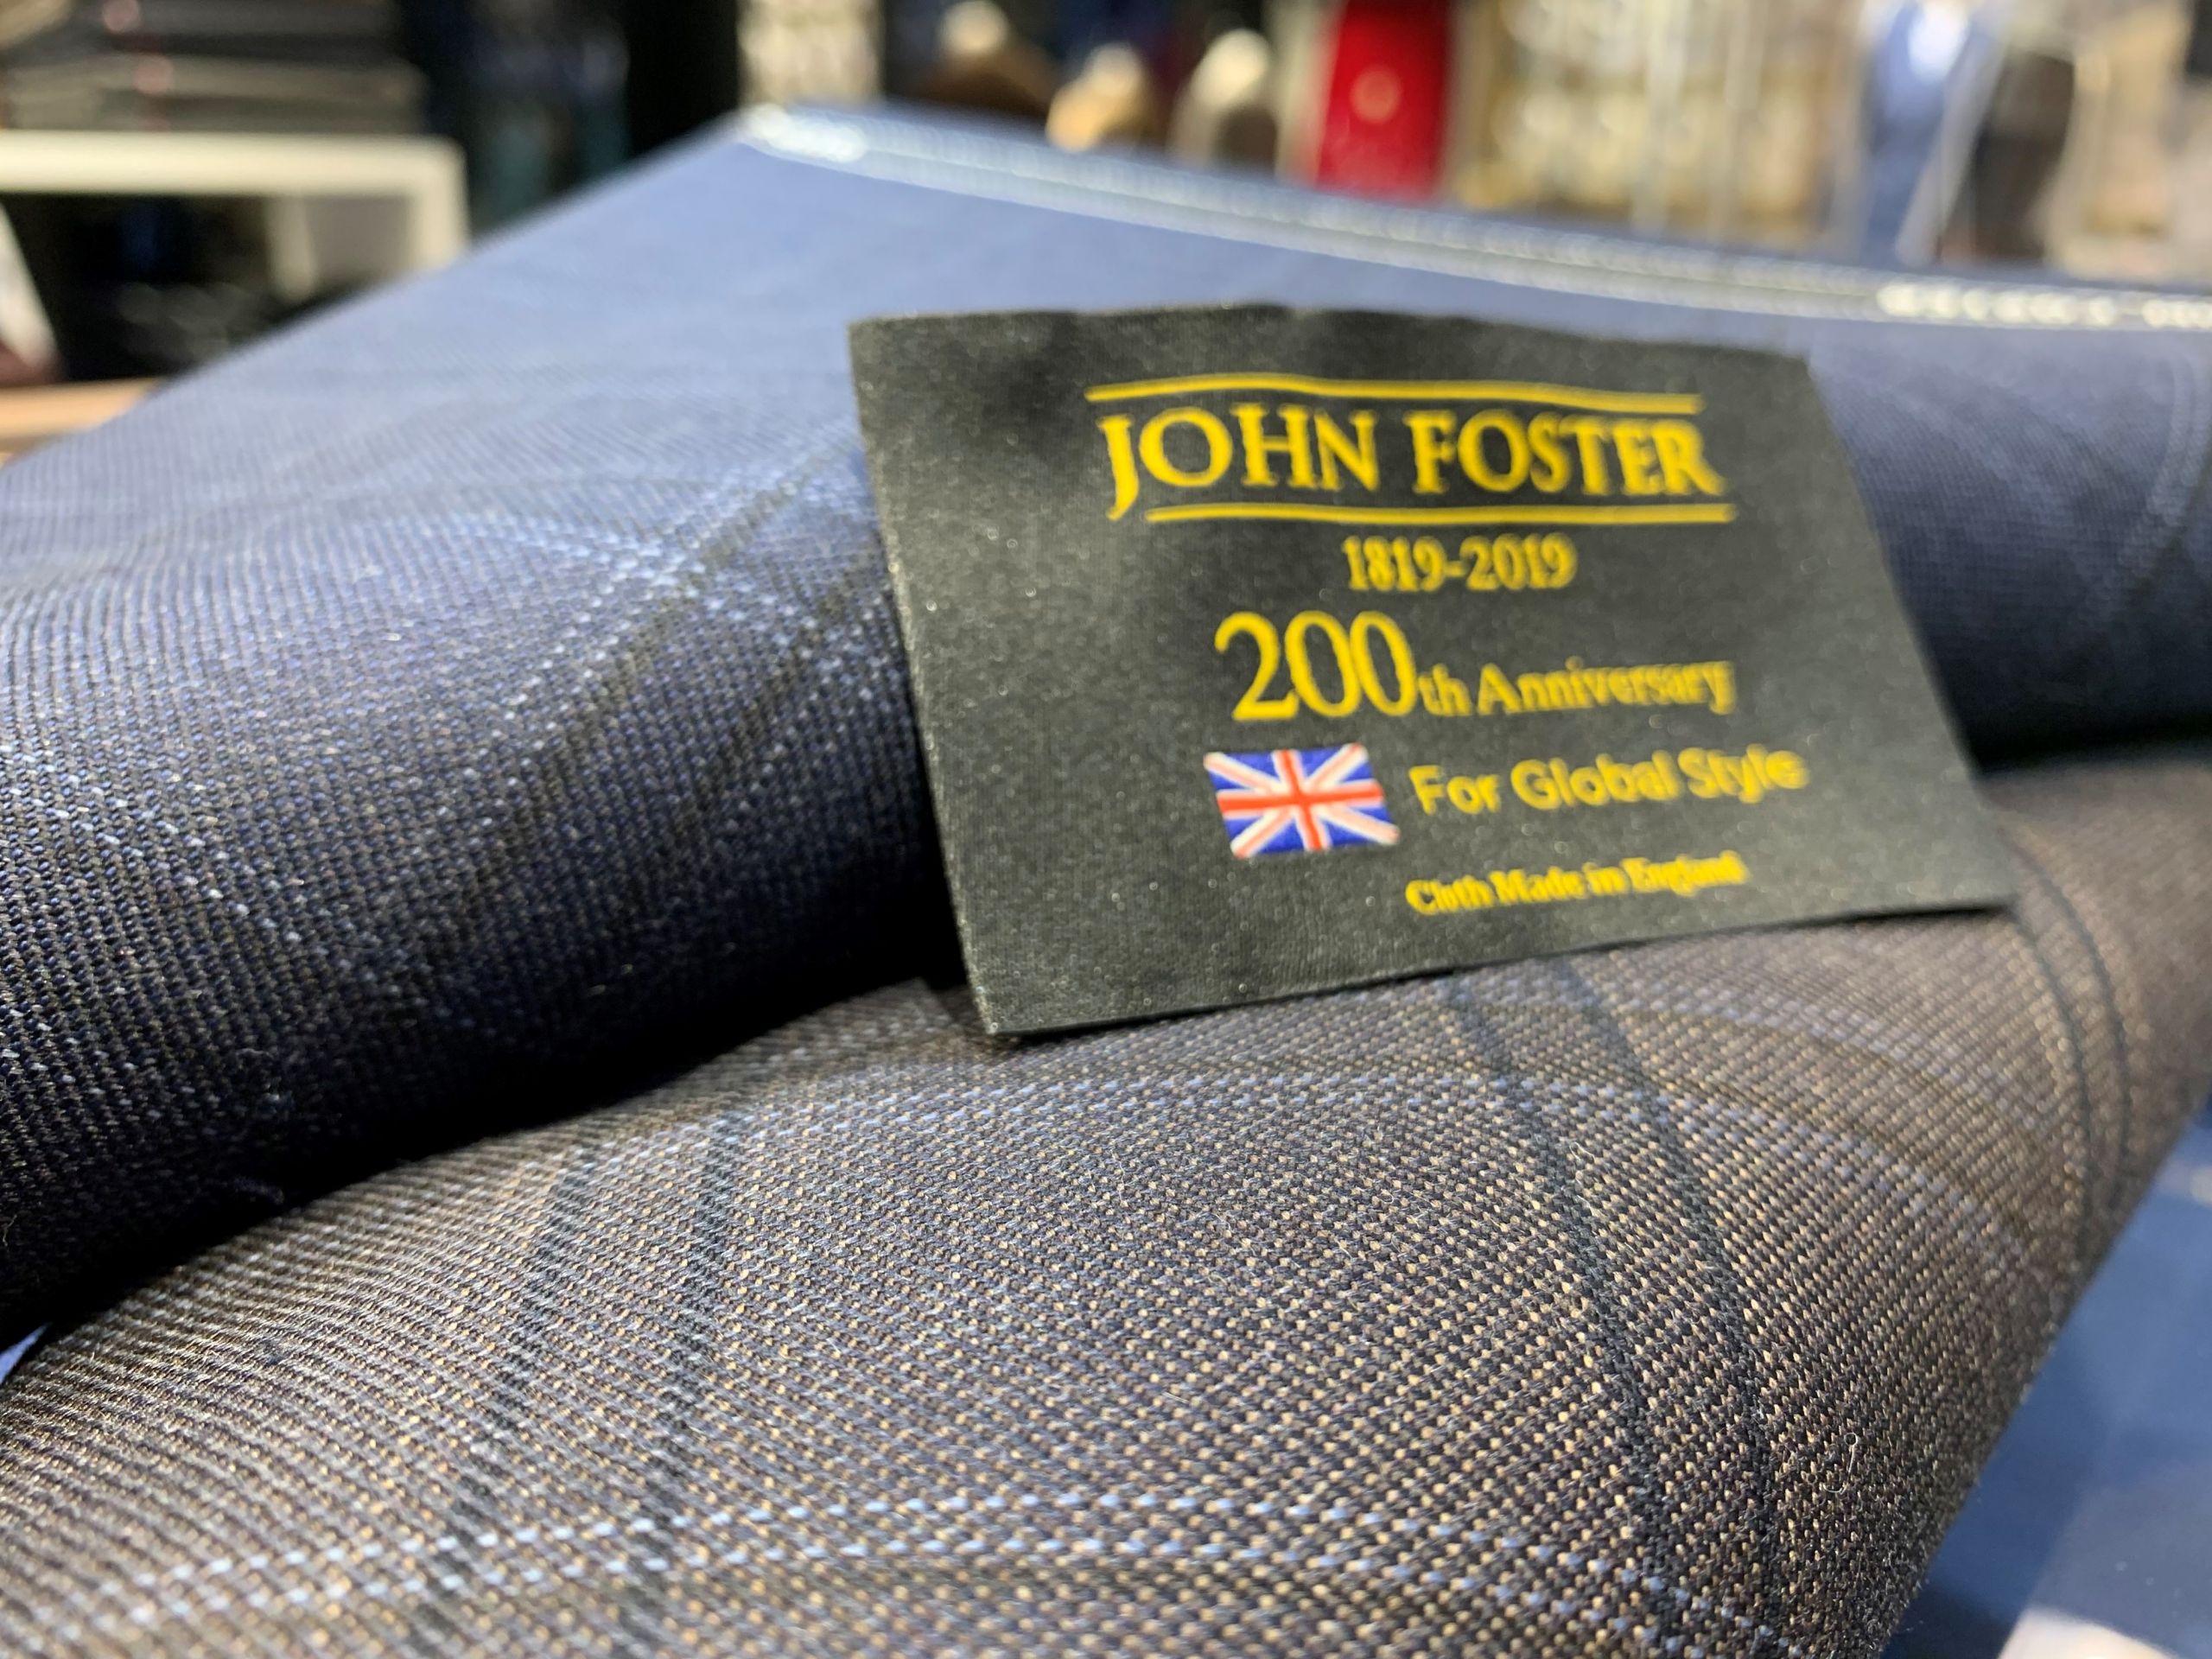 JOHN FOSTER
1819-2019
200th Anniversary
For Global Style
Cloth Made in England